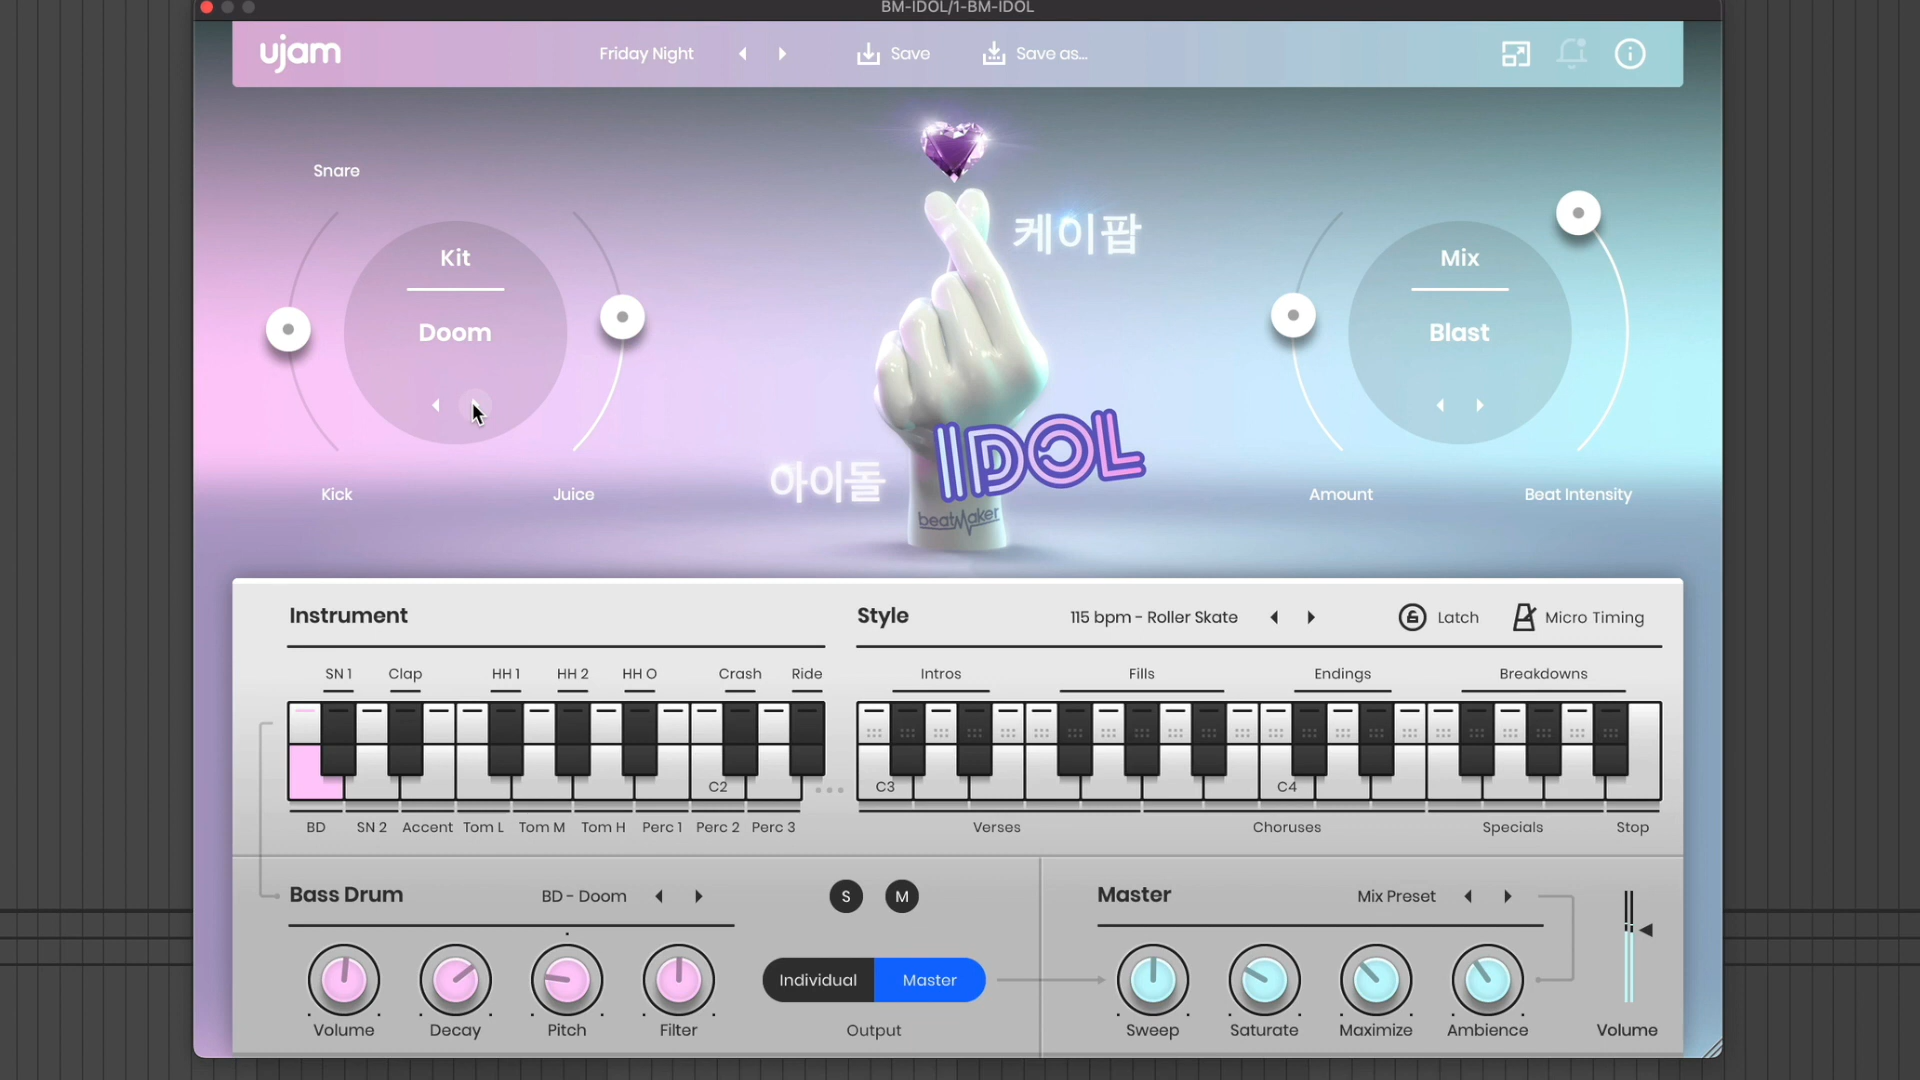 BM-IDOL/1-BM-IDOL
ujam
Friday Night
Save
Save as...
Snare
Kit
Doom
Kick
Juice
케이팝
아이돌
IDOL
beatMaker
Mix
Blast
Amount
Beat Intensity
Instrument
Style
115 bpm - Roller Skate
Latch
Micro Timing
SN 1 Clap HH 1 HH 2 HH O Crash Ride
Intros Fills Endings Breakdowns
C2 C3 C4
BD SN 2 Accent Tom L Tom M Tom H Perc 1 Perc 2 Perc 3
Verses Choruses Specials Stop
Bass Drum
BD - Doom
S M
Master
Mix Preset
Individual Master
Volume Decay Pitch Filter
Output
Sweep Saturate Maximize Ambience
Volume